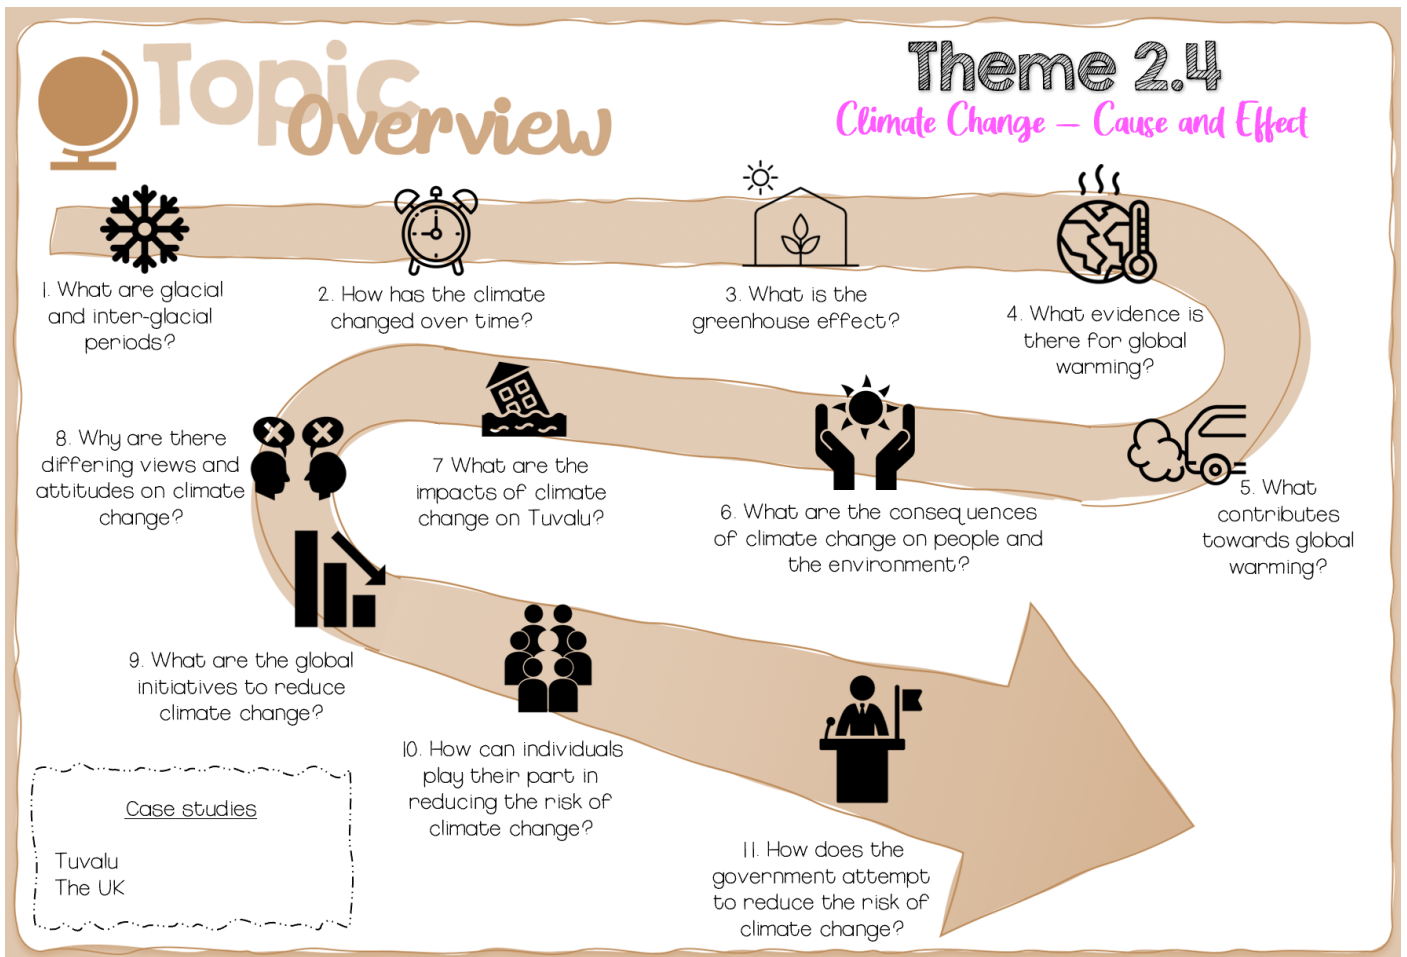 Topic
Overview
Theme 2.4
Climate Change – Cause and Effect
1. What are glacial
and inter-glacial
periods?
2. How has the climate
changed over time?
3. What is the
greenhouse effect?
4. What evidence is
there for global
warming?
5. What
contributes
towards global
warming?
6. What are the consequences
of climate change on people and
the environment?
7 What are the
impacts of climate
change on Tuvalu?
8. Why are there
differing views and
attitudes on climate
change?
9. What are the global
initiatives to reduce
climate change?
10. How can individuals
play their part in
reducing the risk of
climate change?
11. How does the
government attempt
to reduce the risk of
climate change?
Case studies
Tuvalu
The UK